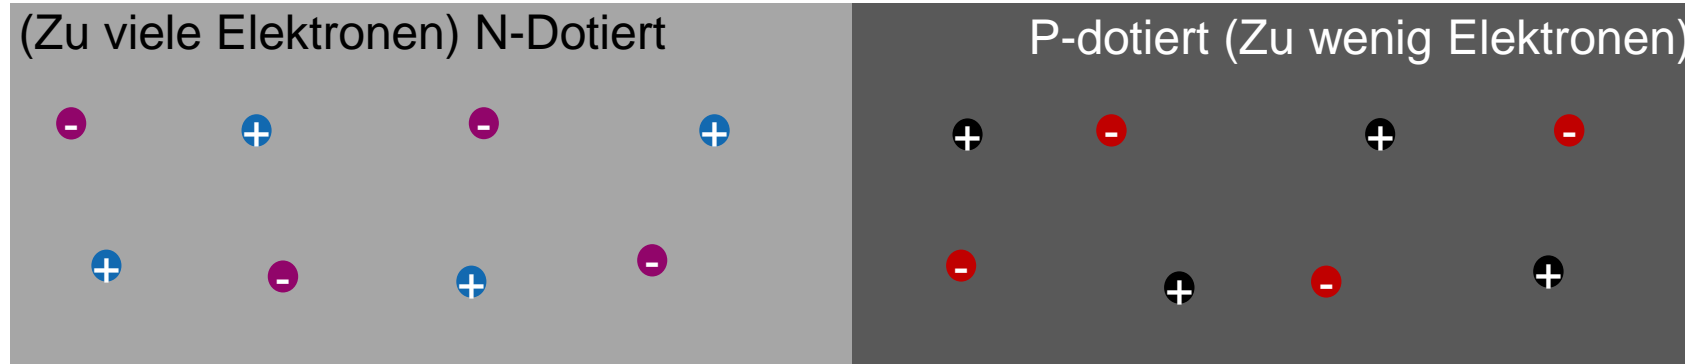 (Zu viele Elektronen) N-Dotiert
P-dotiert (Zu wenig Elektronen)
- + - +
+ - + -
+ - + -
- + - +